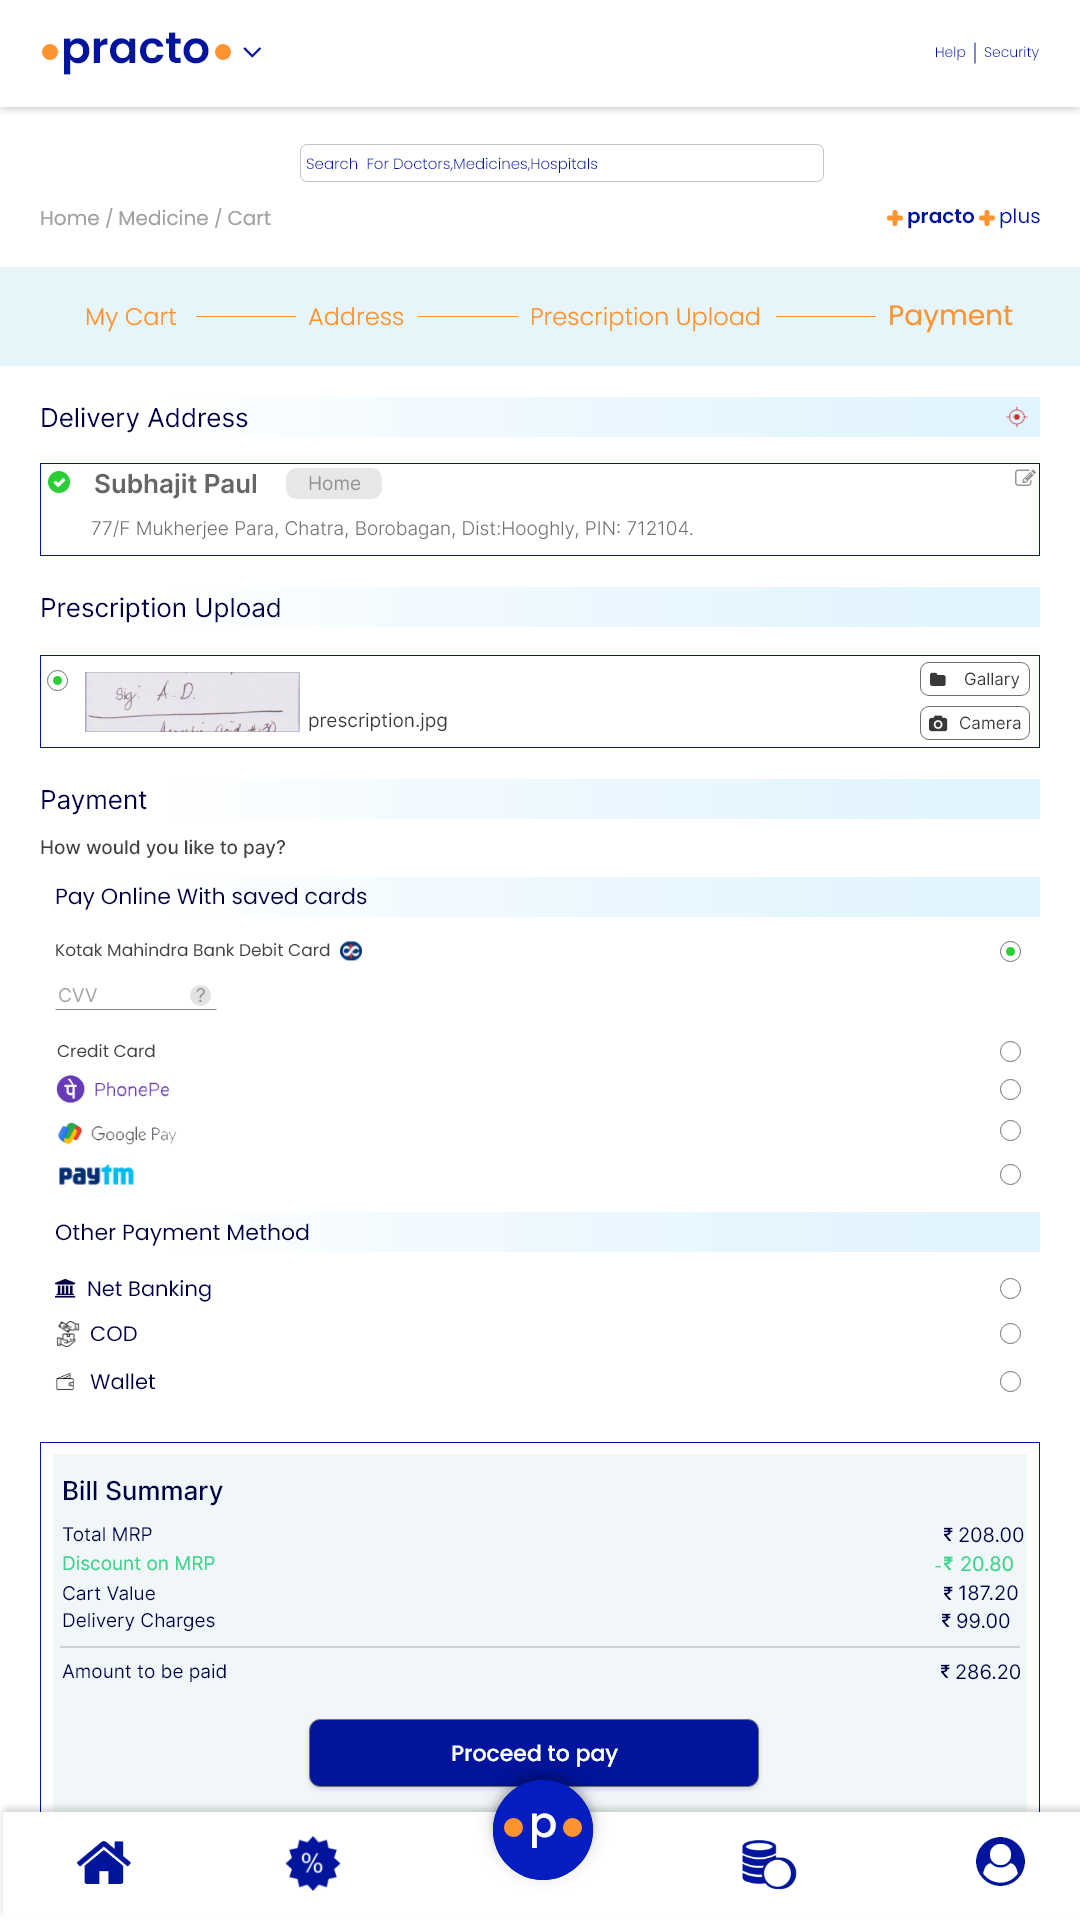 practo
Help | Security
Search For Doctors,Medicines,Hospitals
Home / Medicine / Cart
practo plus
My Cart Address Prescription Upload Payment
Delivery Address
Subhajit Paul Home
77/F Mukherjee Para, Chatra, Borobagan, Dist:Hooghly, PIN: 712104.
Prescription Upload
Sig: A.D.
prescription.jpg
Gallary
Camera
Payment
How would you like to pay?
Pay Online With saved cards
Kotak Mahindra Bank Debit Card
CVV ?
Credit Card
पे PhonePe
Google Pay
paytm
Other Payment Method
Net Banking
COD
Wallet
Bill Summary
Total MRP ₹ 208.00
Discount on MRP -₹ 20.80
Cart Value ₹ 187.20
Delivery Charges ₹ 99.00
Amount to be paid ₹ 286.20
Proceed to pay
% p